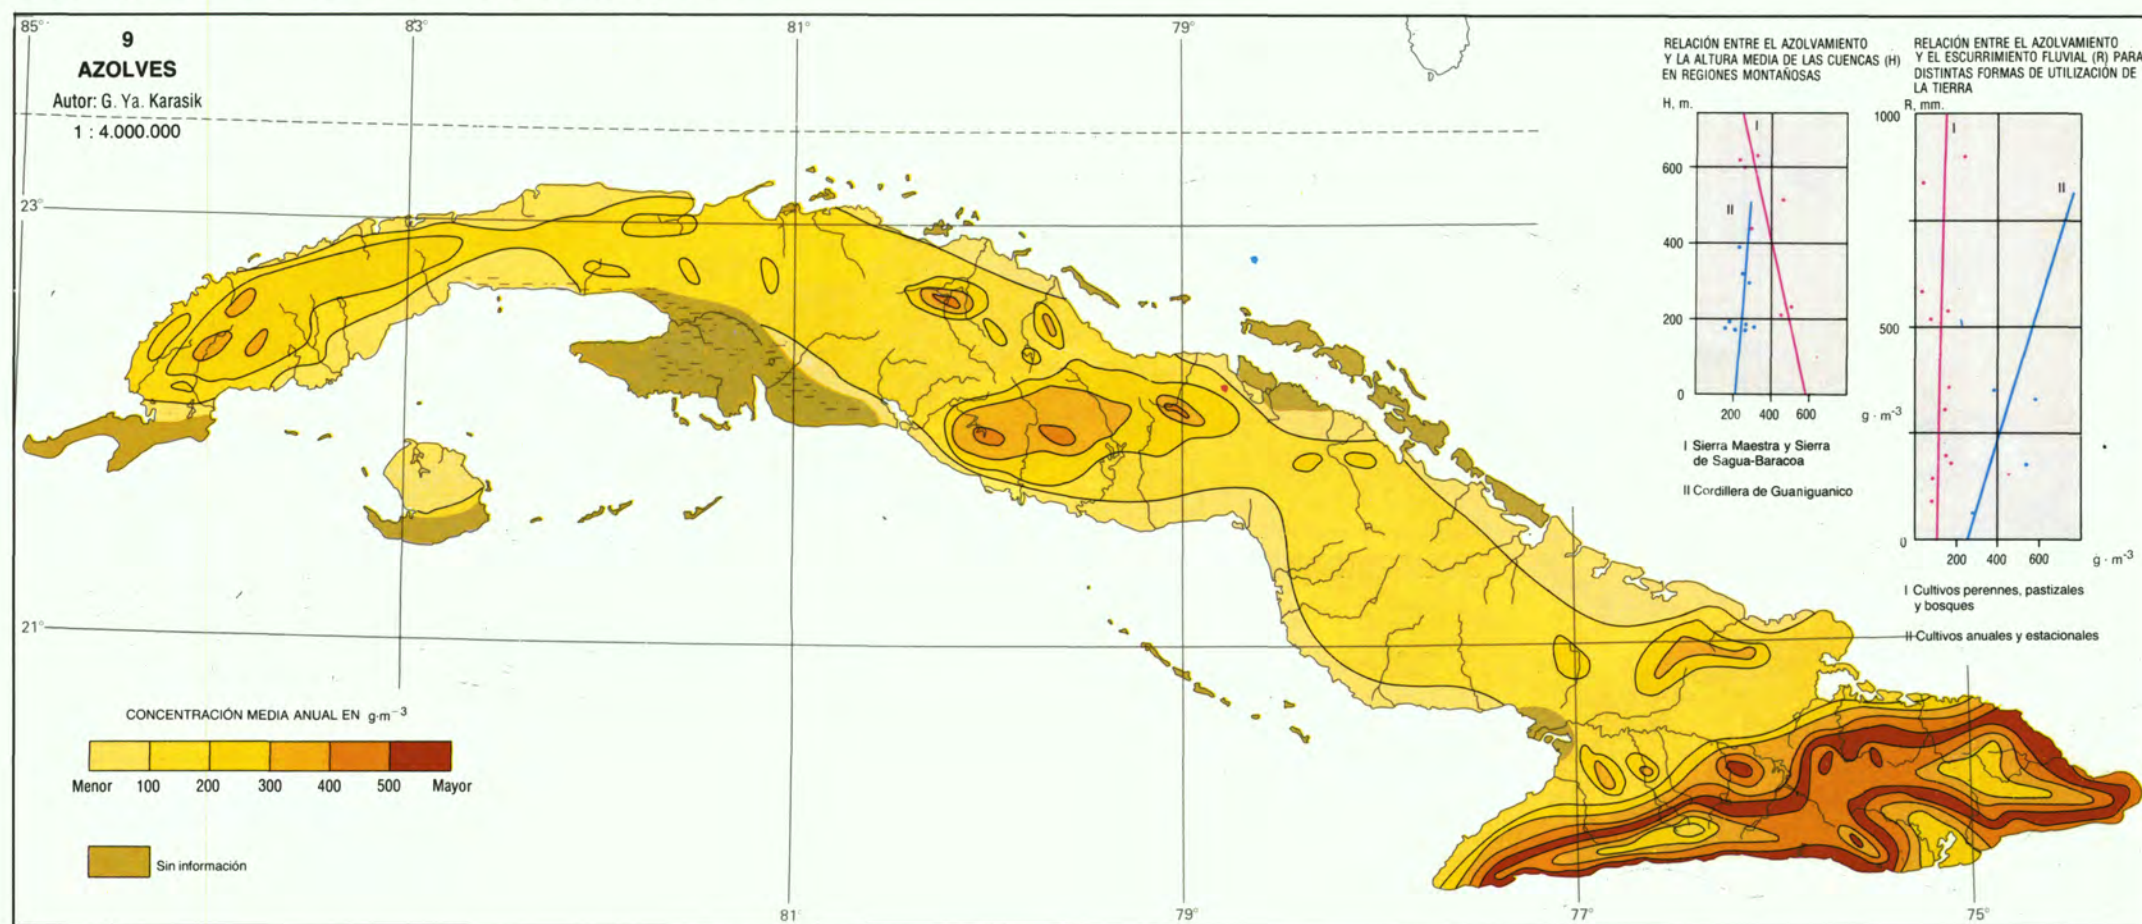 85°
83°
81°
79°
9
AZOLVES
Autor: G. Ya. Karasik
1 : 4.000.000
23°
21°
CONCENTRACIÓN MEDIA ANUAL EN g·m⁻³
Menor 100 200 300 400 500 Mayor
Sin información
81°
79°
77°
75°
RELACIÓN ENTRE EL AZOLVAMIENTO
Y LA ALTURA MEDIA DE LAS CUENCAS (H)
EN REGIONES MONTAÑOSAS
H, m.
I
600
II
400
200
0
200 400 600 g · m⁻³
I Sierra Maestra y Sierra
de Sagua-Baracoa
II Cordillera de Guaniguanico
RELACIÓN ENTRE EL AZOLVAMIENTO
Y EL ESCURRIMIENTO FLUVIAL (R) PARA
DISTINTAS FORMAS DE UTILIZACIÓN DE
LA TIERRA
R, mm.
1000
I
II
500
0
200 400 600 g · m⁻³
I Cultivos perennes, pastizales
y bosques
II Cultivos anuales y estacionales